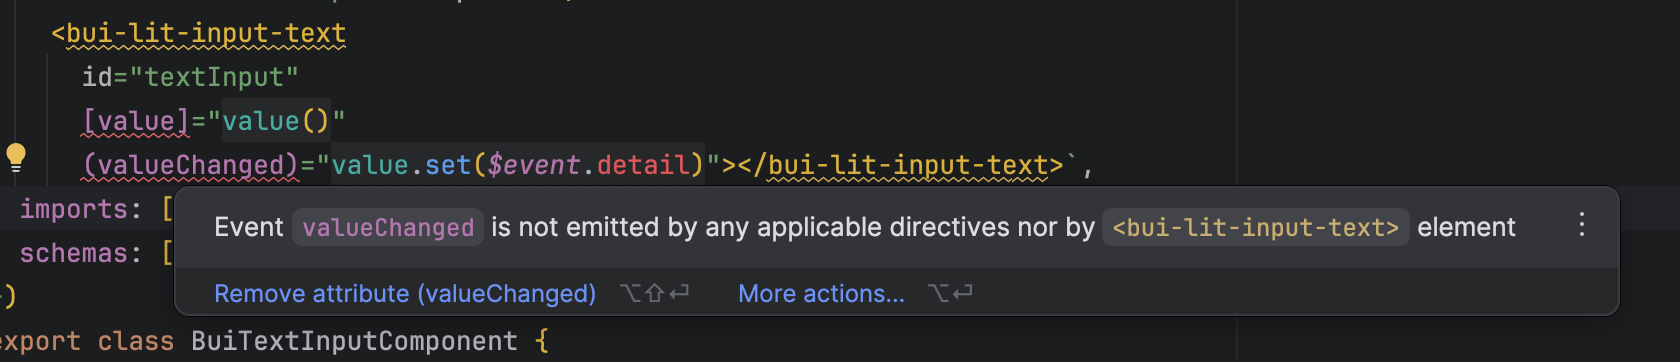 <bui-lit-input-text
id="textInput"
[value]="value()"
(valueChanged)="value.set($event.detail)"></bui-lit-input-text>`,
imports: [
Event valueChanged is not emitted by any applicable directives nor by <bui-lit-input-text> element
schemas: [
Remove attribute (valueChanged) ⌥⇧⏎ More actions... ⌥⏎
)
export class BuiTextInputComponent {